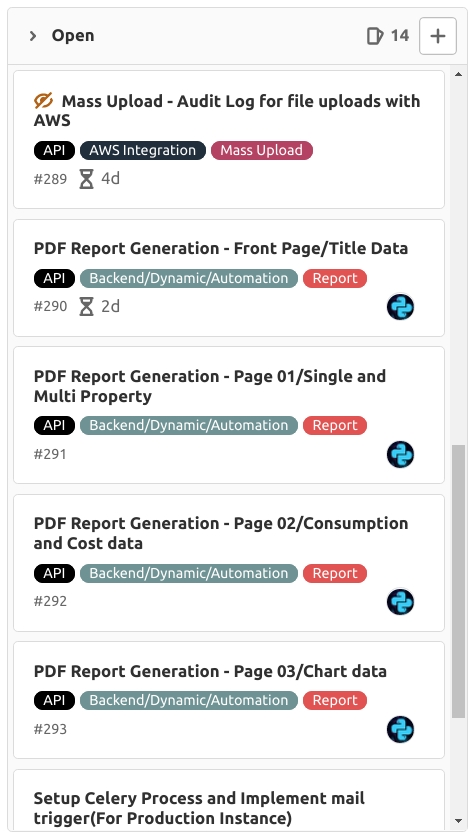 Open
14
Mass Upload - Audit Log for file uploads with
AWS
API AWS Integration Mass Upload
#289 4d
PDF Report Generation - Front Page/Title Data
API Backend/Dynamic/Automation Report
#290 2d
PDF Report Generation - Page 01/Single and
Multi Property
API Backend/Dynamic/Automation Report
#291
PDF Report Generation - Page 02/Consumption
and Cost data
API Backend/Dynamic/Automation Report
#292
PDF Report Generation - Page 03/Chart data
API Backend/Dynamic/Automation Report
#293
Setup Celery Process and Implement mail
trigger(For Production Instance)